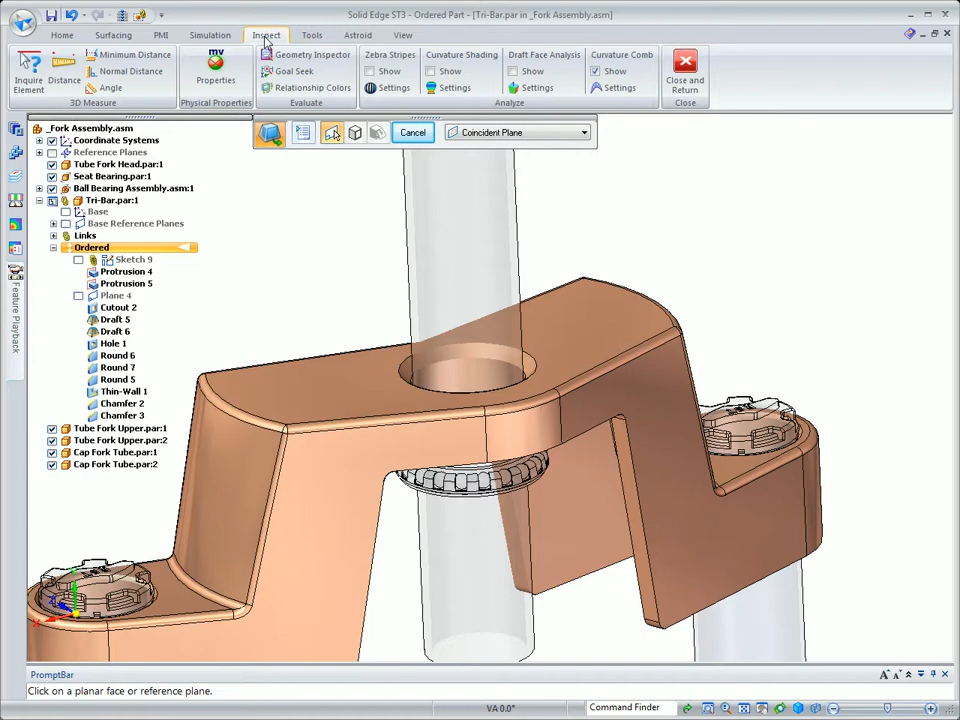 Solid Edge ST3 - Ordered Part - [Tri-Bar.par in _Fork Assembly.asm]
Home Surfacing PMI Simulation Inspect Tools Astroid View
Inquire Element
Distance
Minimum Distance
Normal Distance
Angle
3D Measure
Properties
Physical Properties
Geometry Inspector
Goal Seek
Relationship Colors
Evaluate
Zebra Stripes
Show
Settings
Curvature Shading
Show
Settings
Draft Face Analysis
Show
Settings
Curvature Comb
Show
Settings
Analyze
Close and Return
Close
Cancel
Coincident Plane
_Fork Assembly.asm
Coordinate Systems
Reference Planes
Tube Fork Head.par:1
Seat Bearing.par:1
Ball Bearing Assembly.asm:1
Tri-Bar.par:1
Base
Base Reference Planes
Links
Ordered
Sketch 9
Protrusion 4
Protrusion 5
Plane 4
Cutout 2
Draft 5
Draft 6
Hole 1
Round 6
Round 7
Round 5
Thin-Wall 1
Chamfer 2
Chamfer 3
Tube Fork Upper.par:1
Tube Fork Upper.par:2
Cap Fork Tube.par:1
Cap Fork Tube.par:2
Feature Playback
PromptBar
Click on a planar face or reference plane.
VA 0.0°
Command Finder